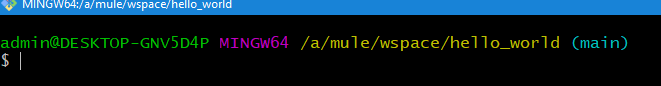 MINGW64:/a/mule/wspace/hello_world
admin@DESKTOP-GNV5D4P MINGW64 /a/mule/wspace/hello_world (main)
$